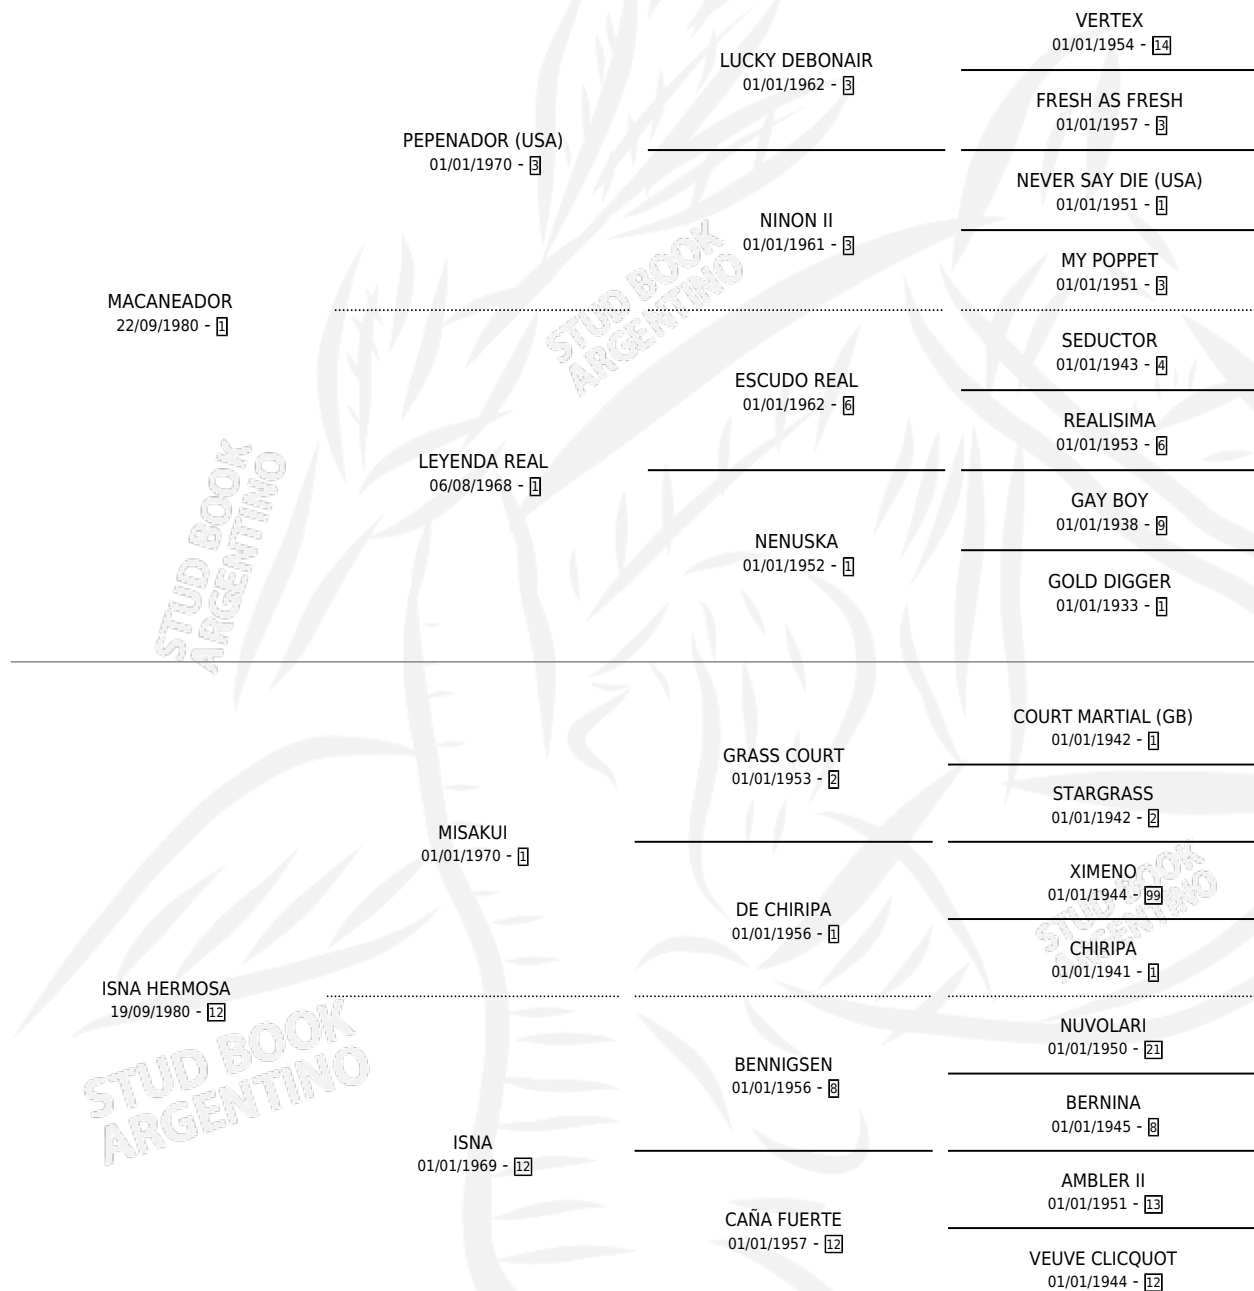 VERTEX
01/01/1954 - 14
LUCKY DEBONAIR
01/01/1962 - 3
FRESH AS FRESH
01/01/1957 - 3
PEPENADOR (USA)
01/01/1970 - 3
NEVER SAY DIE (USA)
01/01/1951 - 1
NINON II
01/01/1961 - 3
MY POPPET
01/01/1951 - 3
MACANEADOR
22/09/1980 - 1
SEDUCTOR
01/01/1943 - 4
ESCUDO REAL
01/01/1962 - 6
REALISIMA
01/01/1953 - 6
LEYENDA REAL
06/08/1968 - 1
GAY BOY
01/01/1938 - 9
NENUSKA
01/01/1952 - 1
GOLD DIGGER
01/01/1933 - 1
COURT MARTIAL (GB)
01/01/1942 - 1
GRASS COURT
01/01/1953 - 2
STARGRASS
01/01/1942 - 2
MISAKUI
01/01/1970 - 1
XIMENO
01/01/1944 - 99
DE CHIRIPA
01/01/1956 - 1
CHIRIPA
01/01/1941 - 1
ISNA HERMOSA
19/09/1980 - 12
NUVOLARI
01/01/1950 - 21
BENNIGSEN
01/01/1956 - 8
BERNINA
01/01/1945 - 8
ISNA
01/01/1969 - 12
AMBLER II
01/01/1951 - 13
CAÑA FUERTE
01/01/1957 - 12
VEUVE CLICQUOT
01/01/1944 - 12
STUD BOOK
ARGENTINO
STUD BOOK
ARGENTINO
STUD BOOK
ARGENTINO
STUD BOOK
ARGENTINO